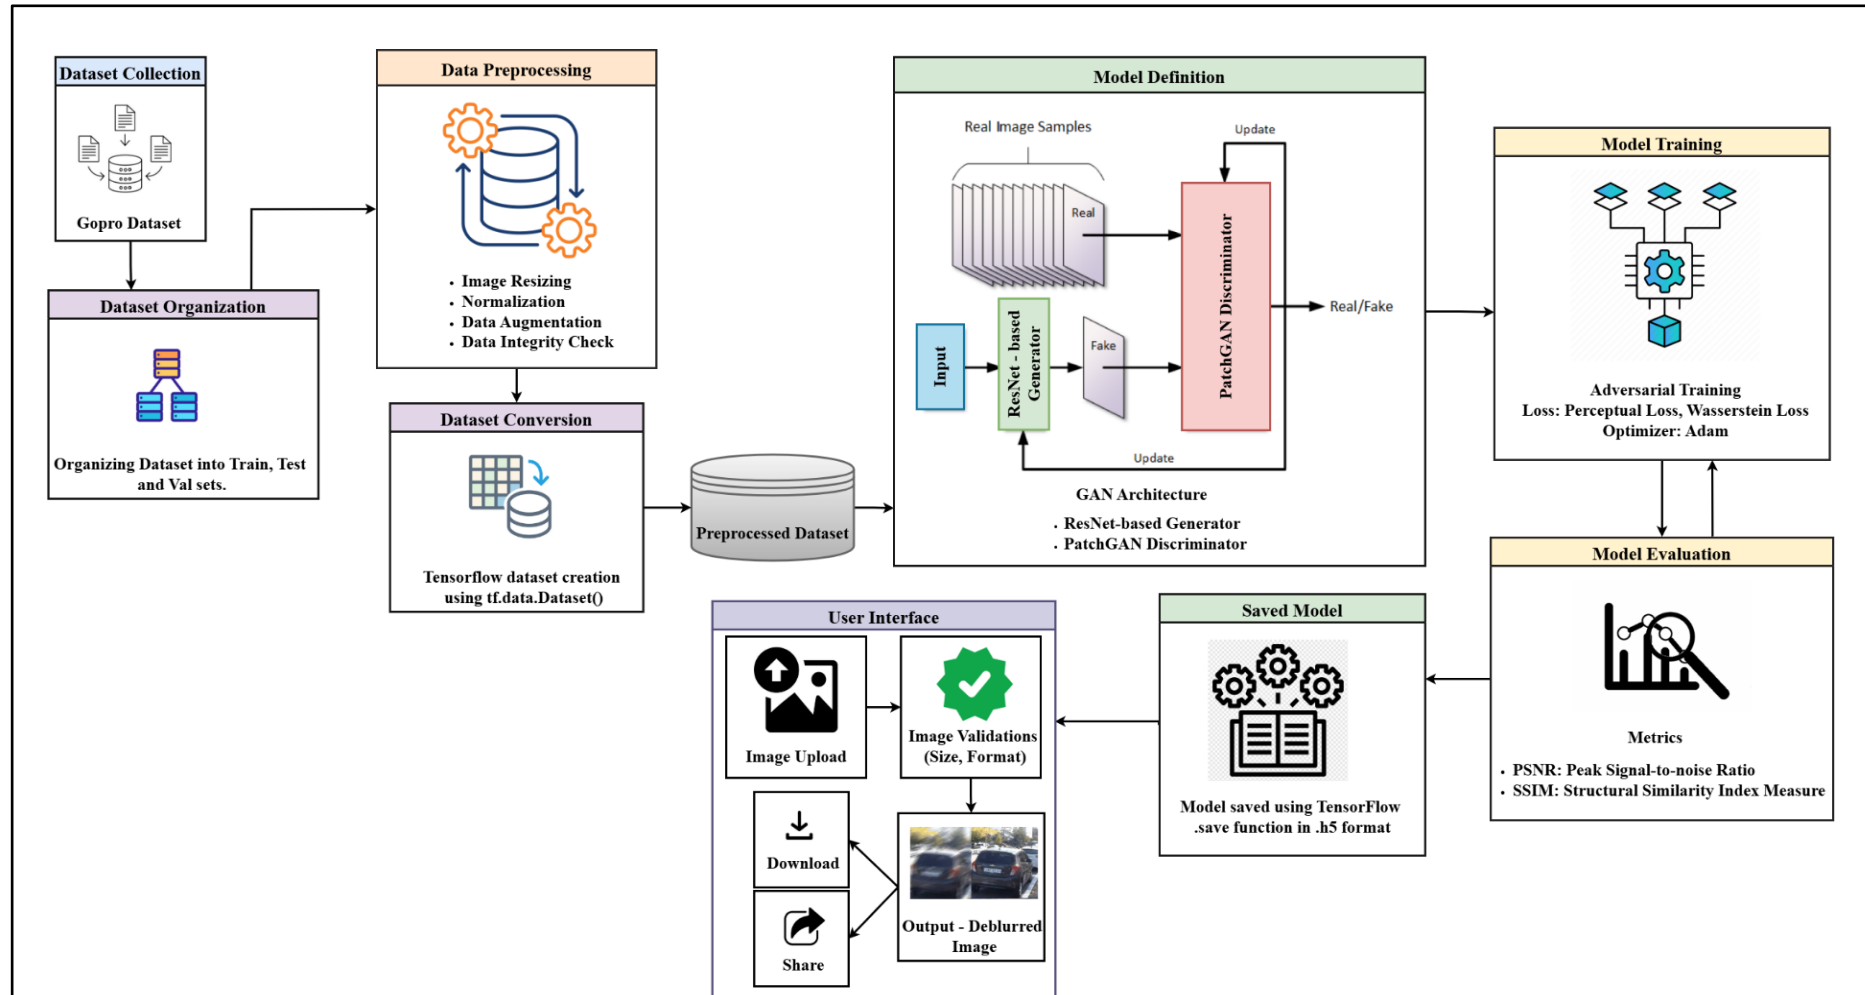 Dataset Collection
Gopro Dataset
Dataset Organization
Organizing Dataset into Train, Test
and Val sets.
Data Preprocessing
• Image Resizing
• Normalization
• Data Augmentation
• Data Integrity Check
Dataset Conversion
Tensorflow dataset creation
using tf.data.Dataset()
Preprocessed Dataset
Model Definition
Real Image Samples
Update
Real
PatchGAN Discriminator
Real/Fake
Input
ResNet - based
Generator
Fake
Update
GAN Architecture
• ResNet-based Generator
• PatchGAN Discriminator
Model Training
Adversarial Training
Loss: Perceptual Loss, Wasserstein Loss
Optimizer: Adam
Model Evaluation
Metrics
• PSNR: Peak Signal-to-noise Ratio
• SSIM: Structural Similarity Index Measure
Saved Model
Model saved using TensorFlow
.save function in .h5 format
User Interface
Image Upload
Image Validations
(Size, Format)
Output - Deblurred
Image
Download
Share